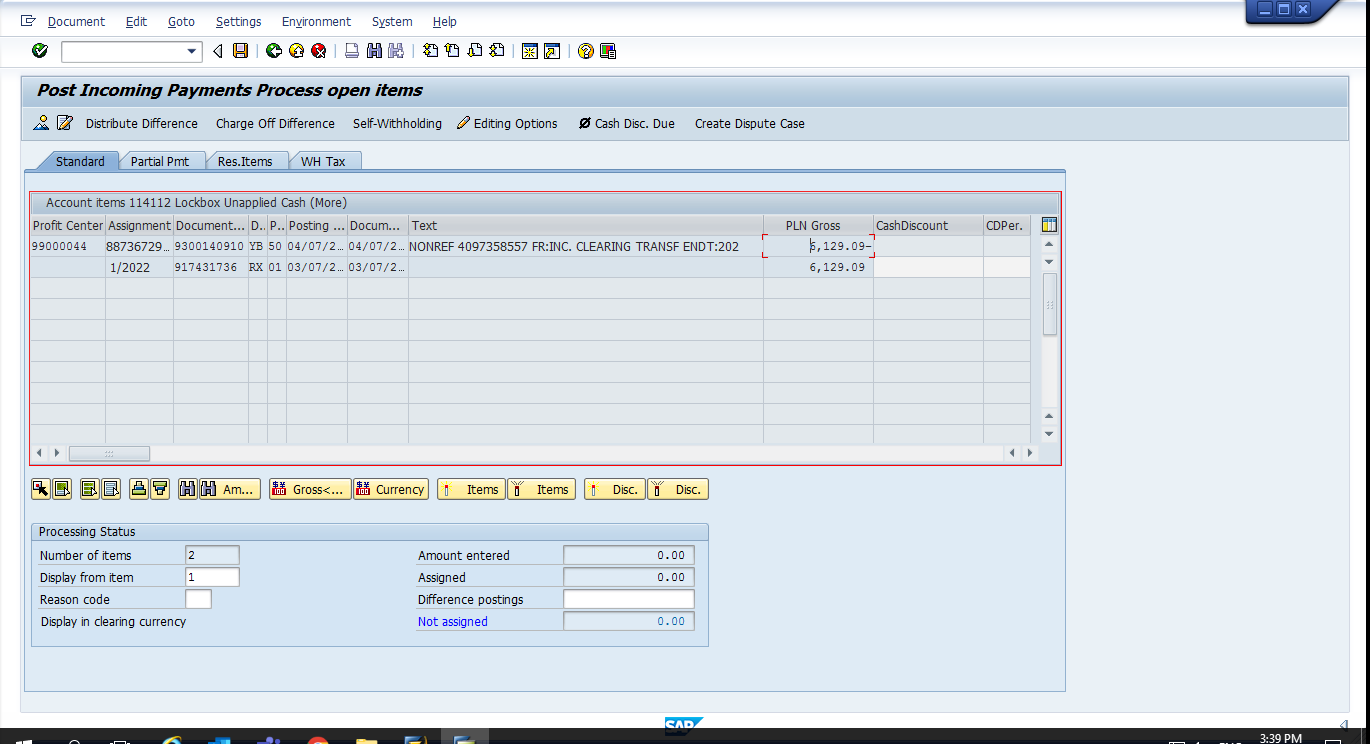 Document Edit Goto Settings Environment System Help
Post Incoming Payments Process open items
Distribute Difference Charge Off Difference Self-Withholding Editing Options Cash Disc. Due Create Dispute Case
Standard Partial Pmt Res.Items WH Tax
Account items 114112 Lockbox Unapplied Cash (More)
Profit Center Assignment Document... D.. P.. Posting ... Docum... Text PLN Gross CashDiscount CDPer.
99000044 88736729... 9300140910 YB 50 04/07/2... 04/07/2... NONREF 4097358557 FR:INC. CLEARING TRANSF ENDT:202 6,129.09-
1/2022 917431736 RX 01 03/07/2... 03/07/2... 6,129.09
Am... Gross<... Currency Items Items Disc. Disc.
Processing Status
Number of items 2 Amount entered 0.00
Display from item 1 Assigned 0.00
Reason code Difference postings
Display in clearing currency Not assigned 0.00
SAP
3:39 PM